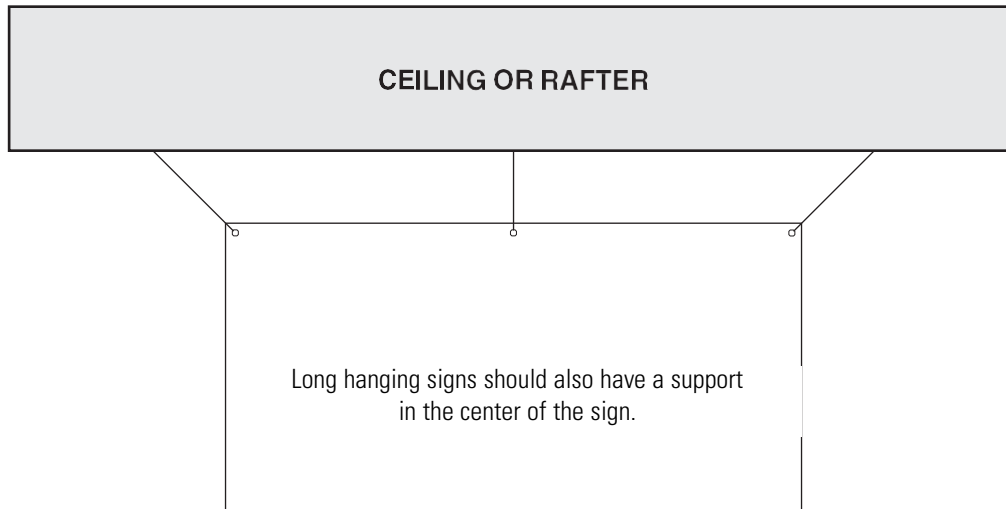 CEILING OR RAFTER
Long hanging signs should also have a support
in the center of the sign.